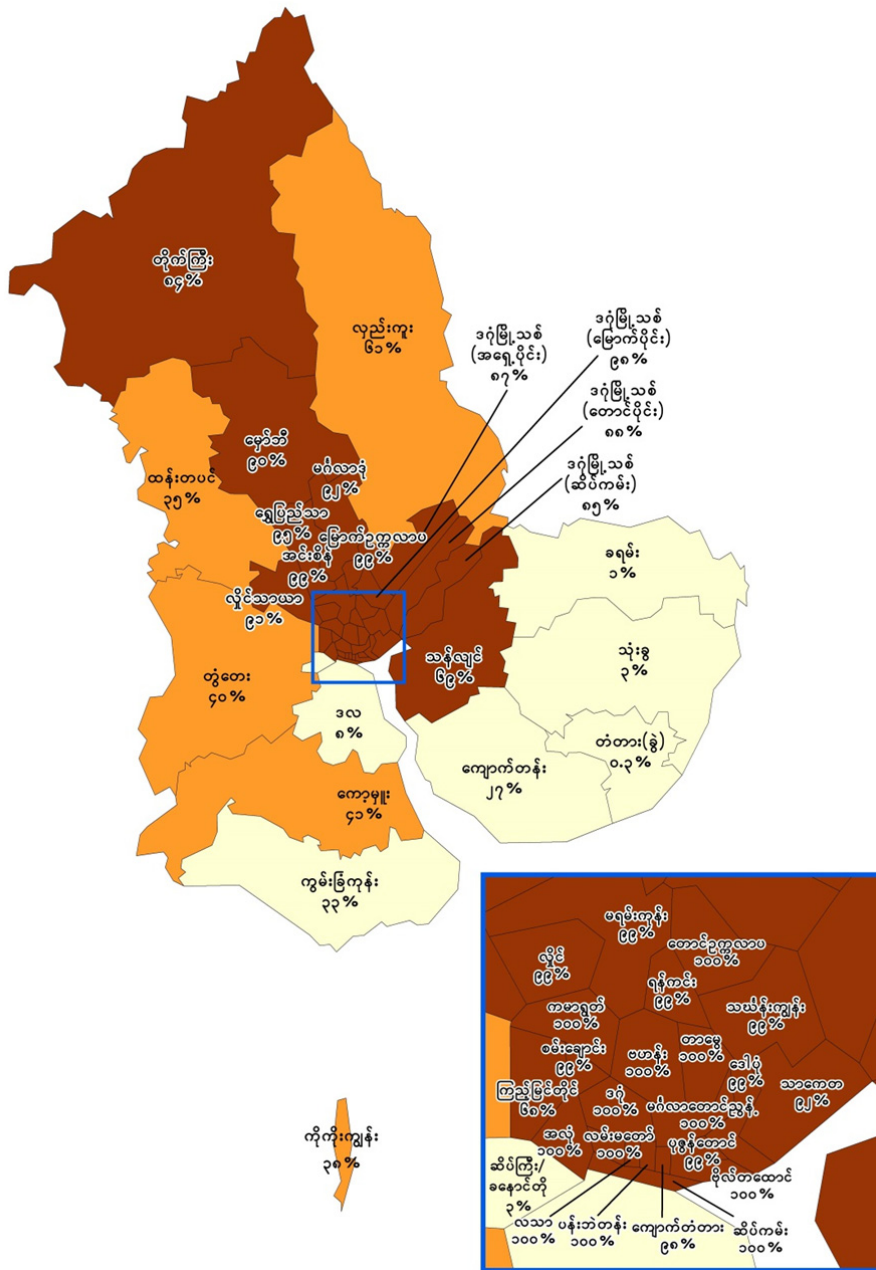 တိုက်ကြီး
၈၄%
လှည်းကူး
၆၁%
ဒဂုံမြို့သစ်
(အရှေ့ပိုင်း)
၈၇%
ဒဂုံမြို့သစ်
(မြောက်ပိုင်း)
၉၈%
ဒဂုံမြို့သစ်
(တောင်ပိုင်း)
၈၈%
ဒဂုံမြို့သစ်
(ဆိပ်ကမ်း)
၈၅%
မှော်ဘီ
၉၀%
မင်္ဂလာဒုံ
၉၂%
ထန်းတပင်
၃၅%
ရွှေပြည်သာ
၉၅%
မြောက်ဥက္ကလာပ
၉၉%
အင်းစိန်
၉၉%
လှိုင်သာယာ
၉၁%
ခရမ်း
၁%
သုံးခွ
၃%
သန်လျင်
၆၉%
တွံတေး
၄၀%
ဒလ
၈%
တံတား(ခွဲ)
၀.၃%
ကျောက်တန်း
၂၇%
ကော့မှူး
၄၁%
ကွမ်းခြံကုန်း
၃၃%
ကိုကိုးကျွန်း
၃၈%
မရမ်းကုန်း
၉၉%
တောင်ဥက္ကလာပ
၁၀၀%
လှိုင်
၉၉%
ရန်ကင်း
၉၉%
ကမာရွတ်
၁၀၀%
သင်္ဃန်းကျွန်း
၉၉%
စမ်းချောင်း
၉၉%
ဗဟန်း
၁၀၀%
တာမွေ
၁၀၀%
ဒေါပုံ
၉၉%
သာကေတ
၉၂%
ကြည့်မြင်တိုင်
၆၈%
ဒဂုံ
၁၀၀%
မင်္ဂလာတောင်ညွန့်
၁၀၀%
အလုံ
၁၀၀%
လမ်းမတော်
၁၀၀%
ပုဇွန်တောင်
၉၉%
ဗိုလ်တထောင်
၁၀၀%
ဆိပ်ကြီး/
ခနောင်တို
၃%
လသာ
၁၀၀%
ပန်းဘဲတန်း
၁၀၀%
ကျောက်တံတား
၉၈%
ဆိပ်ကမ်း
၁၀၀%